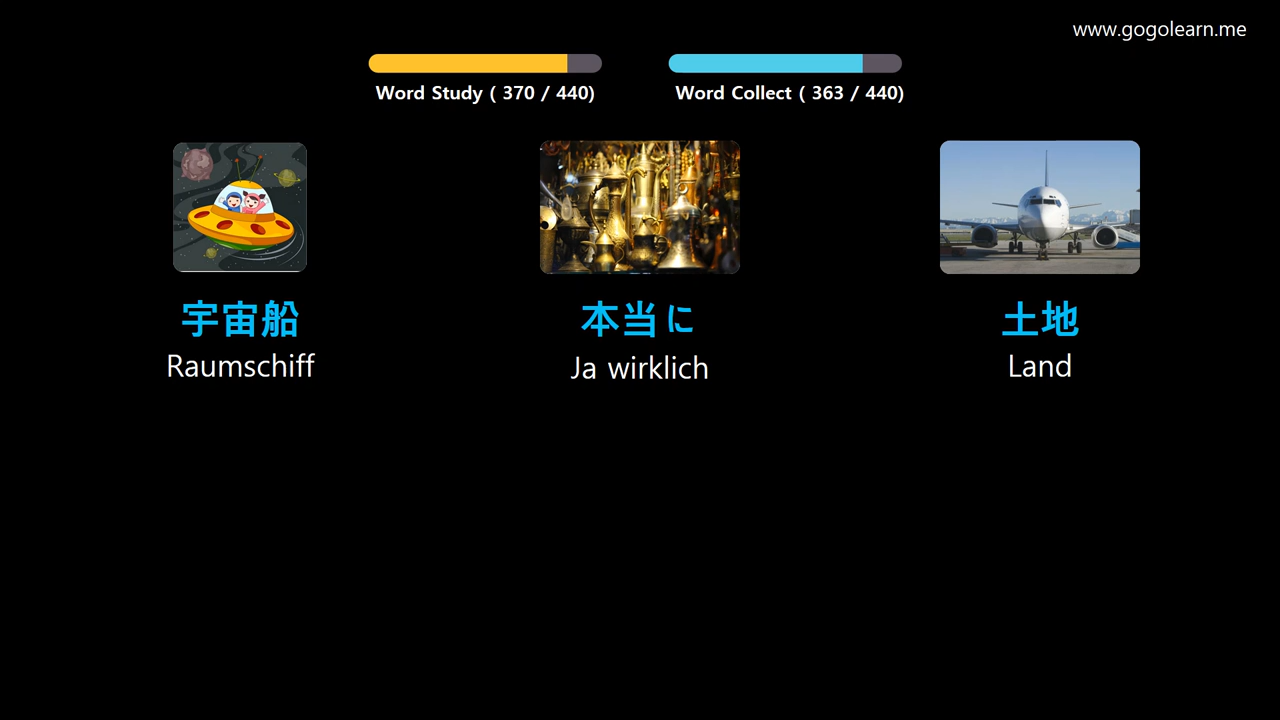 www.gogolearn.me
Word Study ( 370 / 440)
Word Collect ( 363 / 440)
宇宙船
本当に
土地
Raumschiff
Ja wirklich
Land